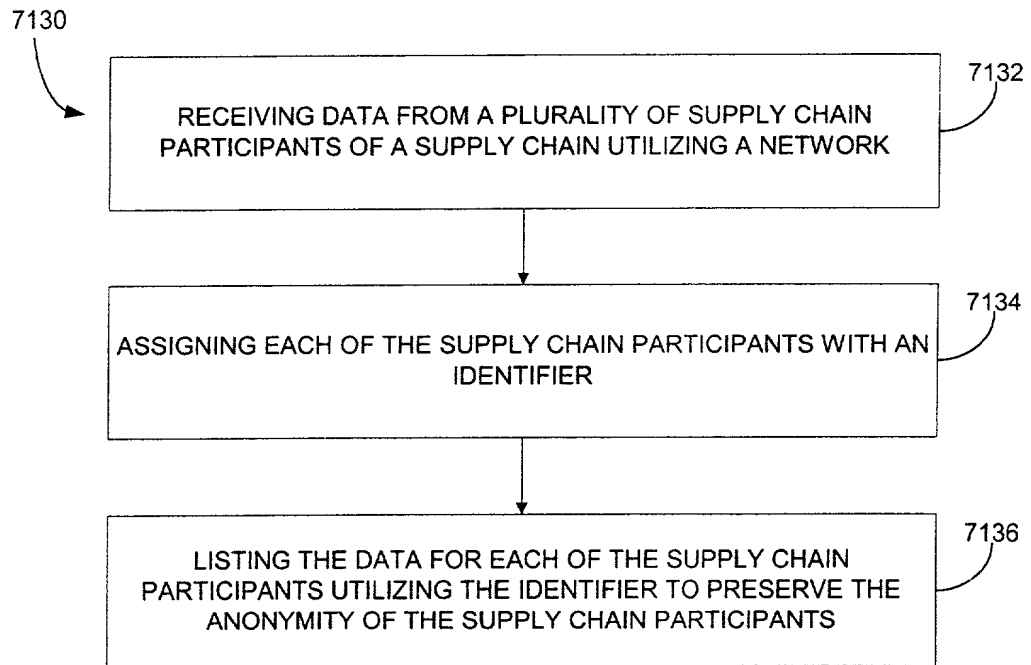 7130
7132
RECEIVING DATA FROM A PLURALITY OF SUPPLY CHAIN
PARTICIPANTS OF A SUPPLY CHAIN UTILIZING A NETWORK
7134
ASSIGNING EACH OF THE SUPPLY CHAIN PARTICIPANTS WITH AN
IDENTIFIER
7136
LISTING THE DATA FOR EACH OF THE SUPPLY CHAIN
PARTICIPANTS UTILIZING THE IDENTIFIER TO PRESERVE THE
ANONYMITY OF THE SUPPLY CHAIN PARTICIPANTS